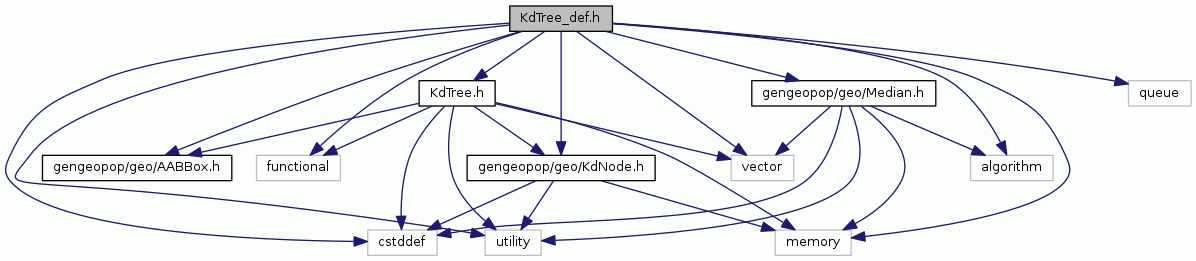 KdTree_def.h
KdTree.h
gengeopop/geo/Median.h
queue
gengeopop/geo/AABBox.h
functional
gengeopop/geo/KdNode.h
vector
algorithm
cstddef
utility
memory